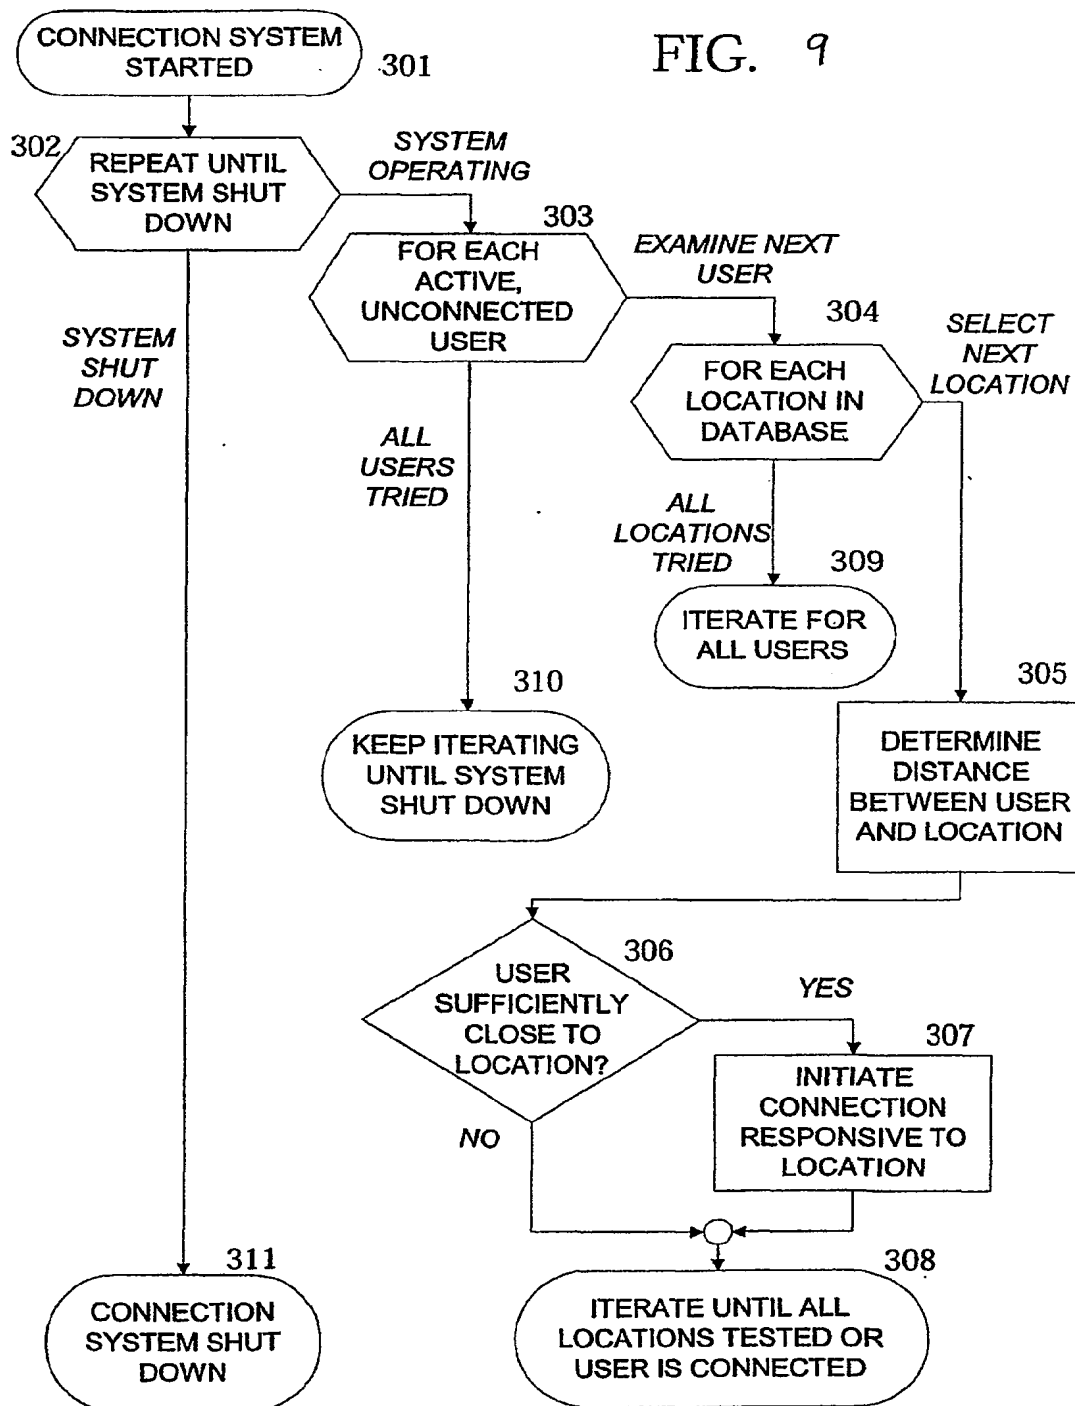 CONNECTION SYSTEM
STARTED
301
FIG. 9
302
REPEAT UNTIL
SYSTEM SHUT
DOWN
SYSTEM
OPERATING
303
FOR EACH
ACTIVE,
UNCONNECTED
USER
EXAMINE NEXT
USER
304
FOR EACH
LOCATION IN
DATABASE
SELECT
NEXT
LOCATION
SYSTEM
SHUT
DOWN
ALL
USERS
TRIED
ALL
LOCATIONS
TRIED
309
ITERATE FOR
ALL USERS
310
KEEP ITERATING
UNTIL SYSTEM
SHUT DOWN
305
DETERMINE
DISTANCE
BETWEEN USER
AND LOCATION
306
USER
SUFFICIENTLY
CLOSE TO
LOCATION?
YES
307
INITIATE
CONNECTION
RESPONSIVE TO
LOCATION
NO
311
CONNECTION
SYSTEM SHUT
DOWN
308
ITERATE UNTIL ALL
LOCATIONS TESTED OR
USER IS CONNECTED